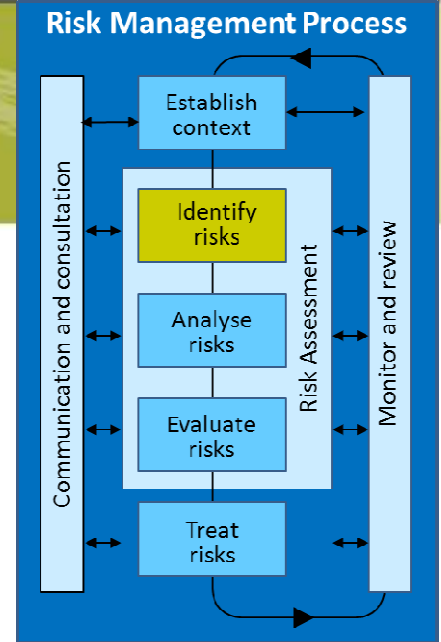 Risk Management Process
Establish
context
Communication and consultation
Identify
risks
Analyse
risks
Evaluate
risks
Risk Assessment
Monitor and review
Treat
risks